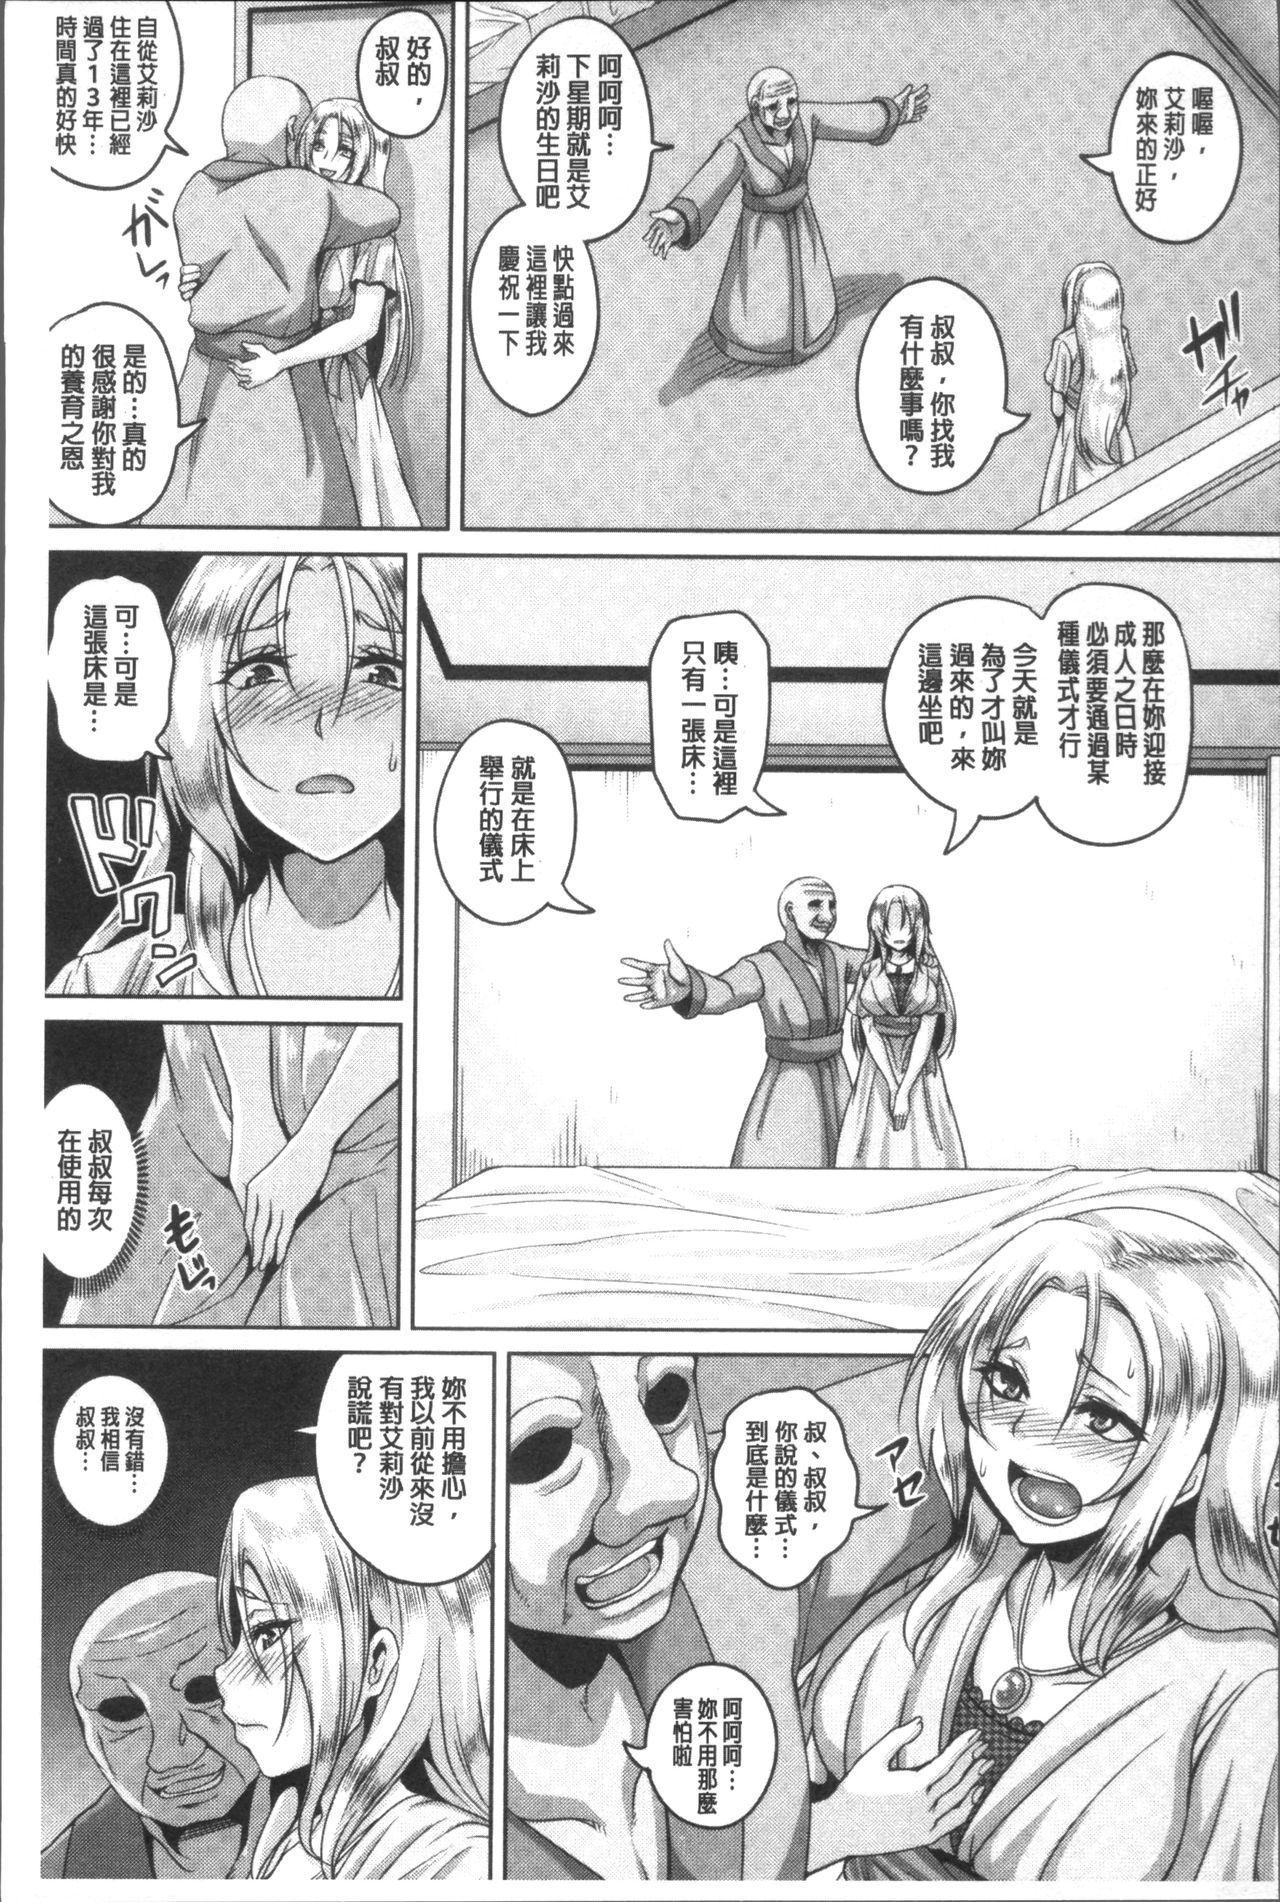 喔喔，
艾莉沙，
妳來的正好
ガチャ
叔叔，你找我
有什麼事嗎？
呵呵呵…
下星期就是艾
莉沙的生日吧
快點過來
這裡讓我
慶祝一下
好的，
叔叔
自從艾莉沙
住在這裡已經
過了13年…
時間真的好快
がしっ
是的…真的
很感謝你對我
的養育之恩
那麼在妳迎接
成人之日時
必須要通過某
種儀式才行
今天就是
為了才叫妳
過來的，來
這邊坐吧
咦…可是這裡
只有一張床…
就是在床上
舉行的儀式
可…可是
這張床是…
ドクン
叔叔每次
在使用的
もじっ
叔、叔叔，
你說的儀式…
到底是什麼…
アセ
呵呵呵…
妳不用那麼
害怕啦
妳不用擔心，
我以前從來沒
有對艾莉沙
說謊吧？
沒有錯…
我相信
叔叔…